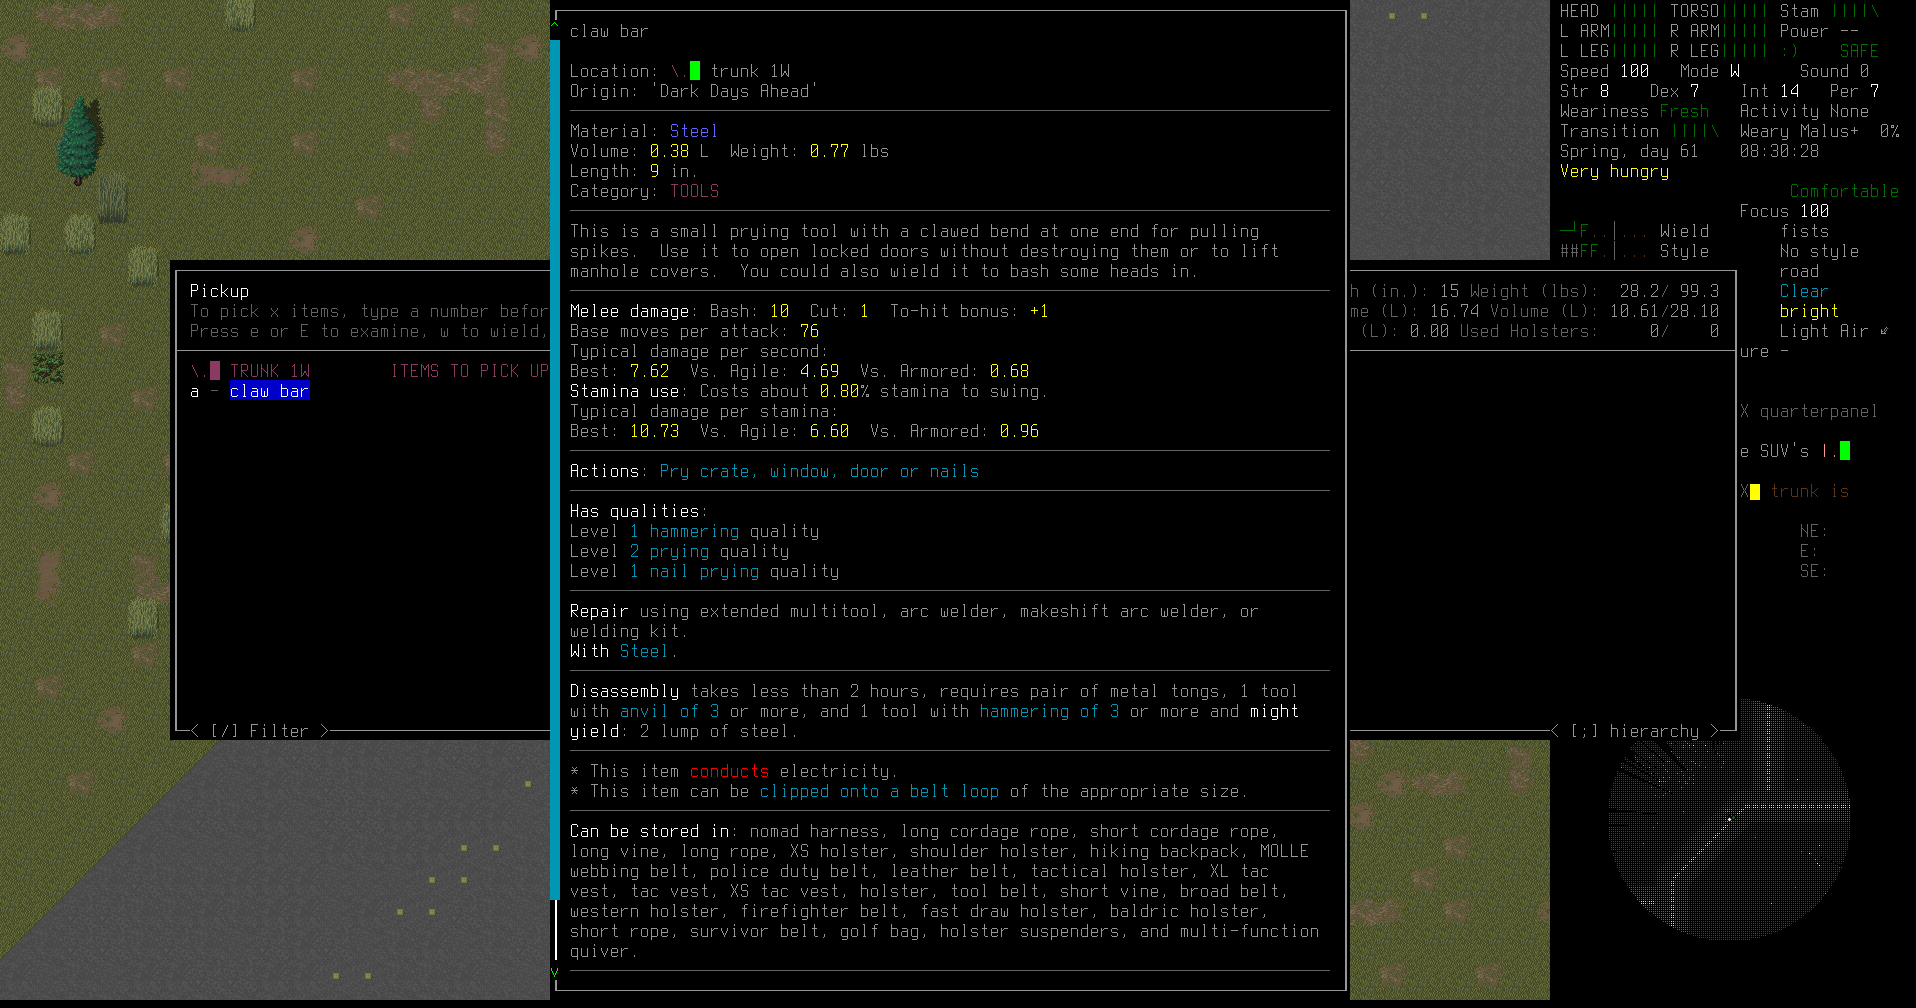 claw bar
Location: \. trunk 1W
Origin: 'Dark Days Ahead'
Material: Steel
Volume: 0.38 L  Weight: 0.77 lbs
Length: 9 in.
Category: TOOLS
This is a small prying tool with a clawed bend at one end for pulling
spikes.  Use it to open locked doors without destroying them or to lift
manhole covers.  You could also wield it to bash some heads in.
Melee damage: Bash: 10  Cut: 1  To-hit bonus: +1
Base moves per attack: 76
Typical damage per second:
Best: 7.62  Vs. Agile: 4.69  Vs. Armored: 0.68
Stamina use: Costs about 0.80% stamina to swing.
Typical damage per stamina:
Best: 10.73  Vs. Agile: 6.60  Vs. Armored: 0.96
Actions: Pry crate, window, door or nails
Has qualities:
Level 1 hammering quality
Level 2 prying quality
Level 1 nail prying quality
Repair using extended multitool, arc welder, makeshift arc welder, or
welding kit.
With Steel.
Disassembly takes less than 2 hours, requires pair of metal tongs, 1 tool
with anvil of 3 or more, and 1 tool with hammering of 3 or more and might
yield: 2 lump of steel.
* This item conducts electricity.
* This item can be clipped onto a belt loop of the appropriate size.
Can be stored in: nomad harness, long cordage rope, short cordage rope,
long vine, long rope, XS holster, shoulder holster, hiking backpack, MOLLE
webbing belt, police duty belt, leather belt, tactical holster, XL tac
vest, tac vest, XS tac vest, holster, tool belt, short vine, broad belt,
western holster, firefighter belt, fast draw holster, baldric holster,
short rope, survivor belt, golf bag, holster suspenders, and multi-function
quiver.
Pickup
To pick x items, type a number befor
Press e or E to examine, w to wield,
\. TRUNK 1W        ITEMS TO PICK UP
a - claw bar
< [/] Filter >
h (in.): 15 Weight (lbs):  28.2/ 99.3
me (L): 16.74 Volume (L): 10.61/28.10
(L): 0.00 Used Holsters:     0/    0
< [;] hierarchy >
HEAD ||||| TORSO||||| Stam ||||\
L ARM||||| R ARM||||| Power --
L LEG||||| R LEG||||| :)    SAFE
Speed 100   Mode W      Sound 0
Str 8    Dex 7    Int 14   Per 7
Weariness Fresh   Activity None
Transition ||||\  Weary Malus+  0%
Spring, day 61    08:30:28
Very hungry
Comfortable
Focus 100
Wield  fists
##FF.|... Style  No style
road
Clear
bright
Light Air
ure -
X quarterpanel
e SUV's |.
X trunk is
NE:
E:
SE: